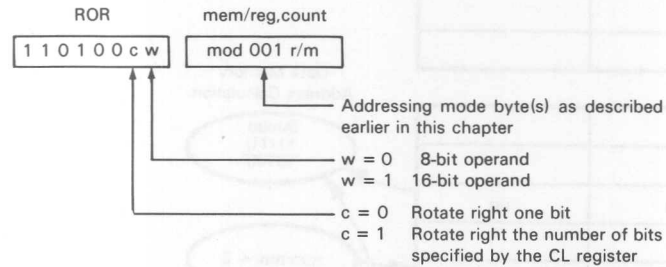 ROR mem/reg,count
1 1 0 1 0 0 c w mod 001 r/m
Addressing mode byte(s) as described
earlier in this chapter
w = 0 8-bit operand
w = 1 16-bit operand
c = 0 Rotate right one bit
c = 1 Rotate right the number of bits
specified by the CL register